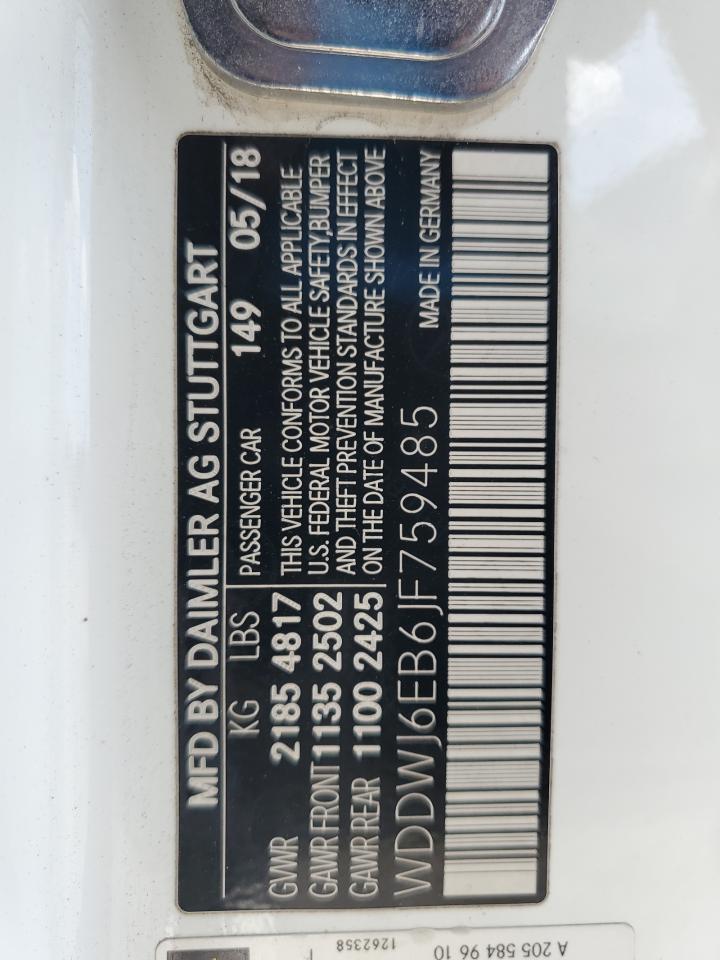 MFD BY DAIMLER AG STUTTGART
KG LBS PASSENGER CAR 149 05/18
GVWR 2185 4817 THIS VEHICLE CONFORMS TO ALL APPLICABLE
GAWR FRONT 1135 2502 U.S. FEDERAL MOTOR VEHICLE SAFETY,BUMPER
AND THEFT PREVENTION STANDARDS IN EFFECT
GAWR REAR 1100 2425 ON THE DATE OF MANUFACTURE SHOWN ABOVE
WDDWJ6EB6JF759485 MADE IN GERMANY
1262358
A 205 584 96 10